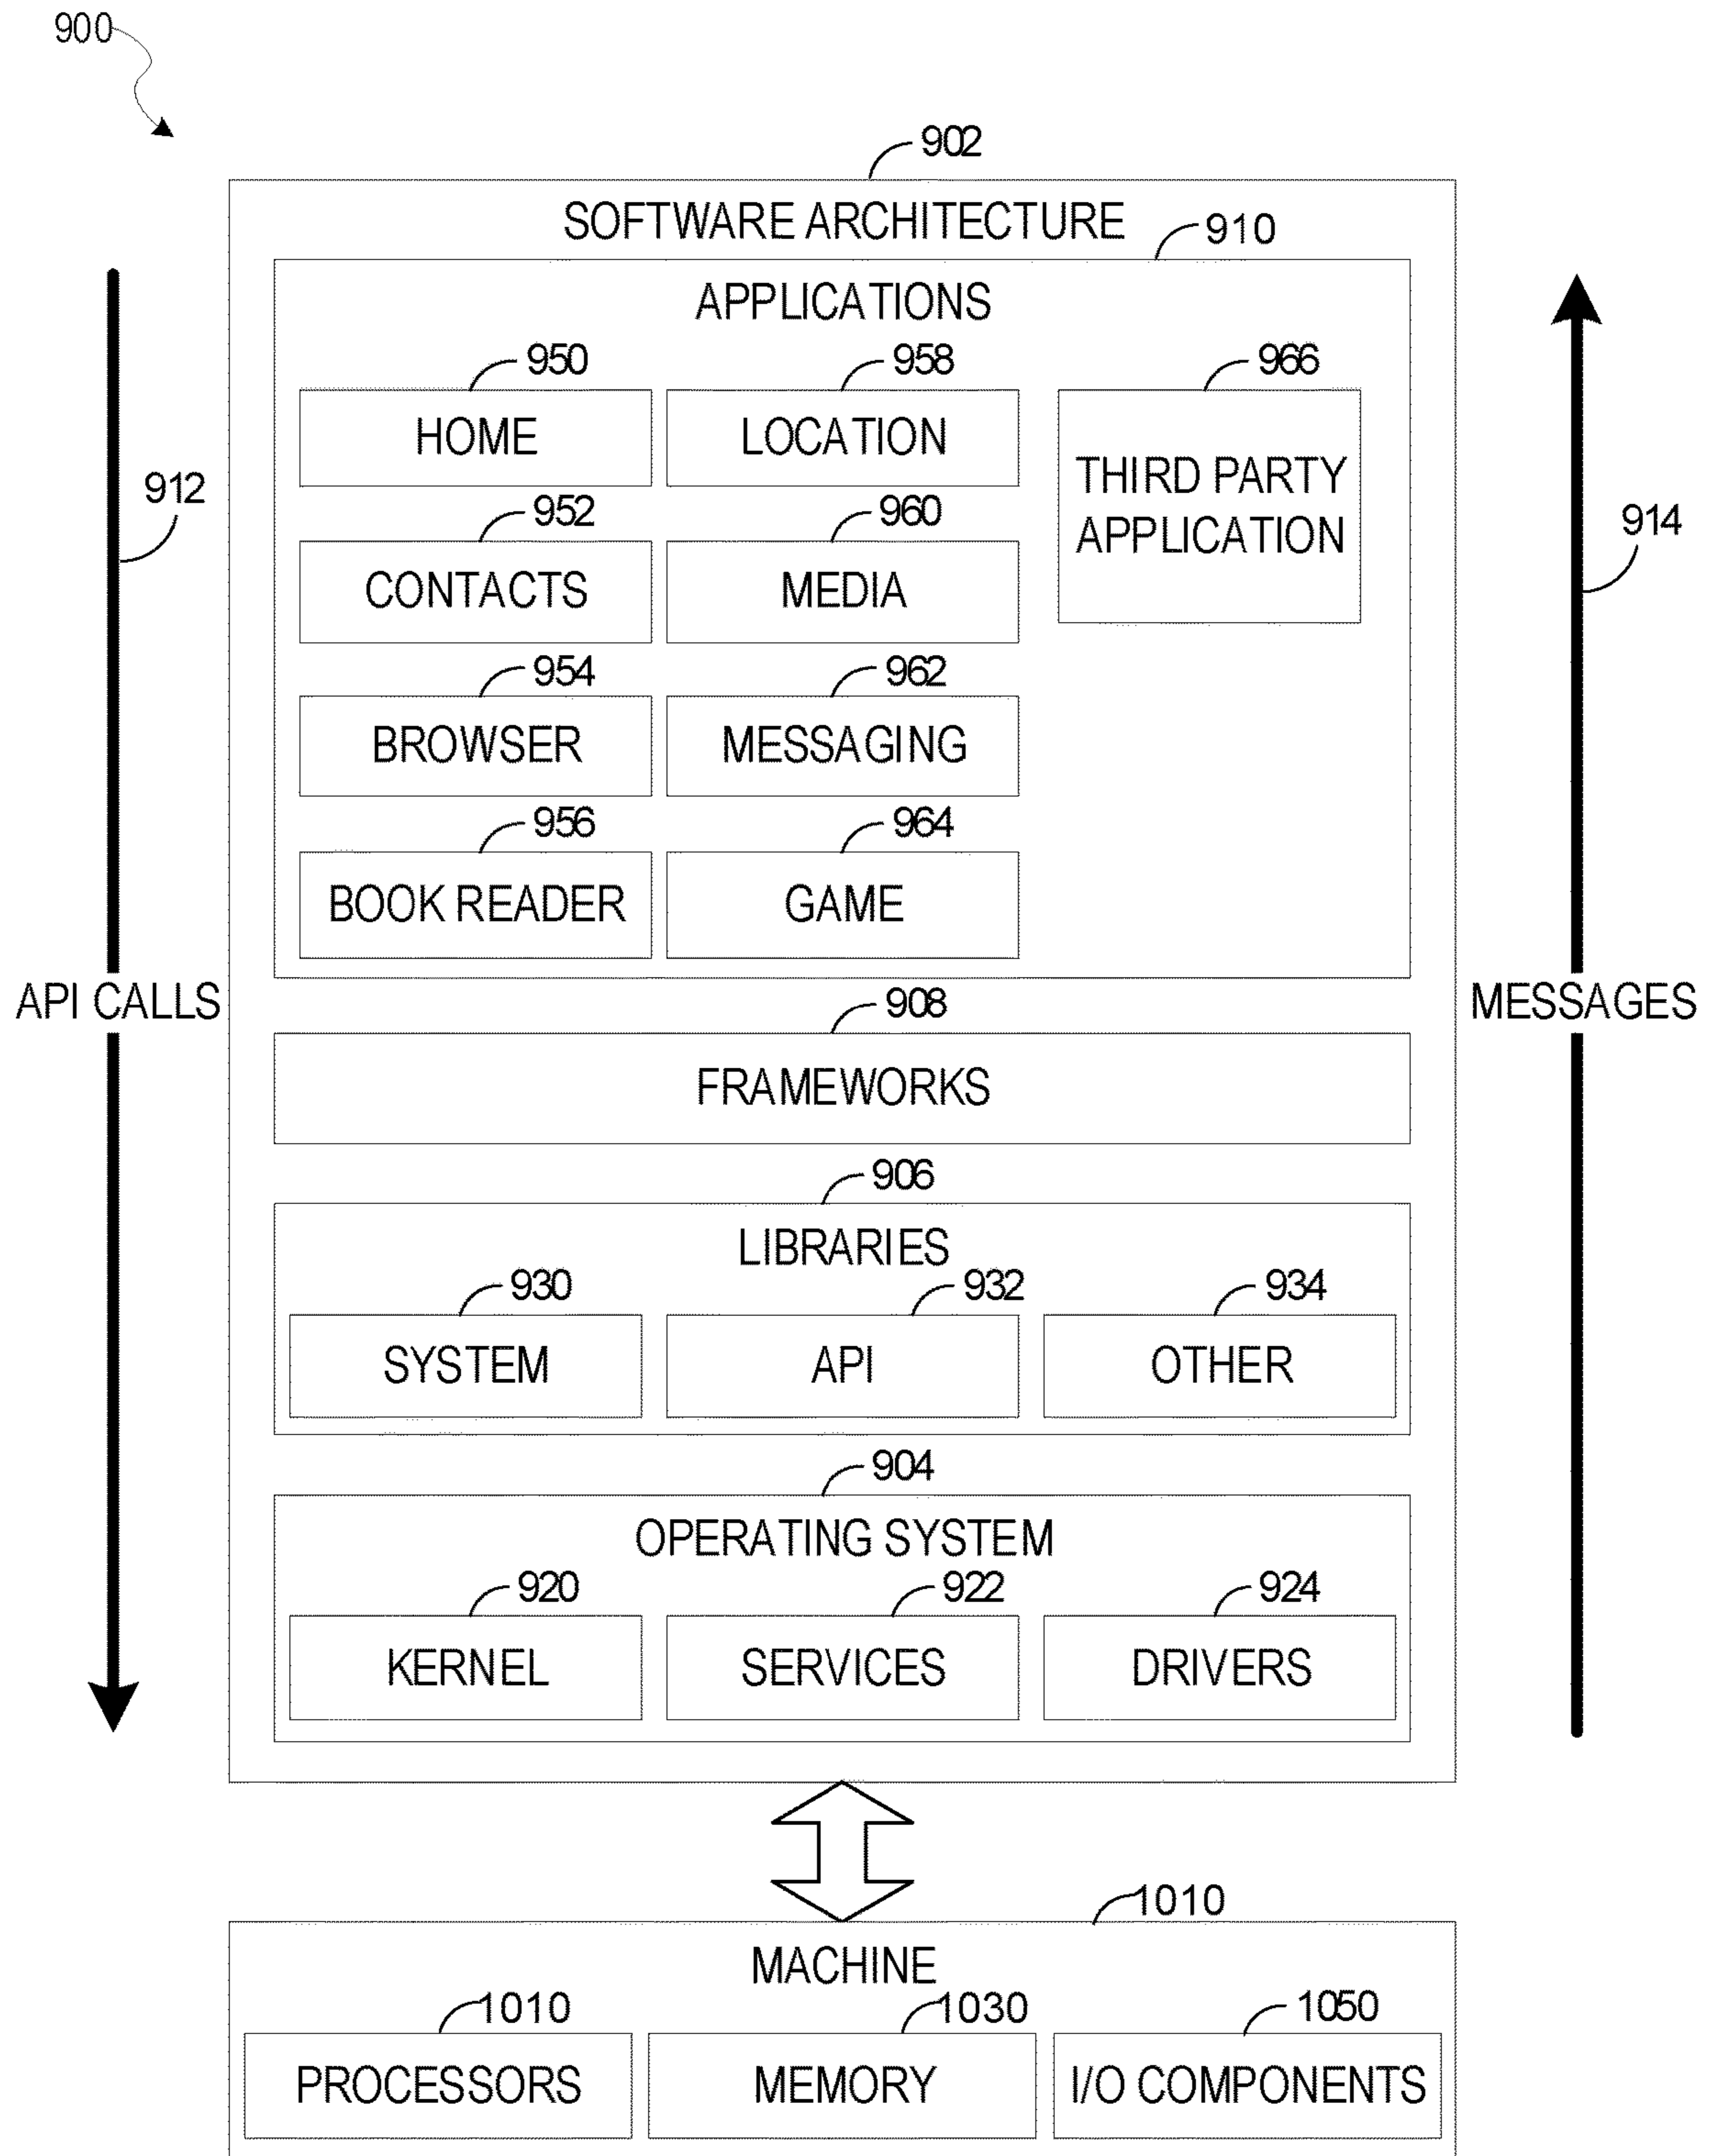 900
902
SOFTWARE ARCHITECTURE
910
APPLICATIONS
950
958
966
HOME
LOCATION
THIRD PARTY
APPLICATION
912
952
960
914
CONTACTS
MEDIA
954
962
BROWSER
MESSAGING
956
964
BOOK READER
GAME
API CALLS
MESSAGES
908
FRAMEWORKS
906
LIBRARIES
930
932
934
SYSTEM
API
OTHER
904
OPERATING SYSTEM
920
922
924
KERNEL
SERVICES
DRIVERS
1010
MACHINE
1010
1030
1050
PROCESSORS
MEMORY
I/O COMPONENTS